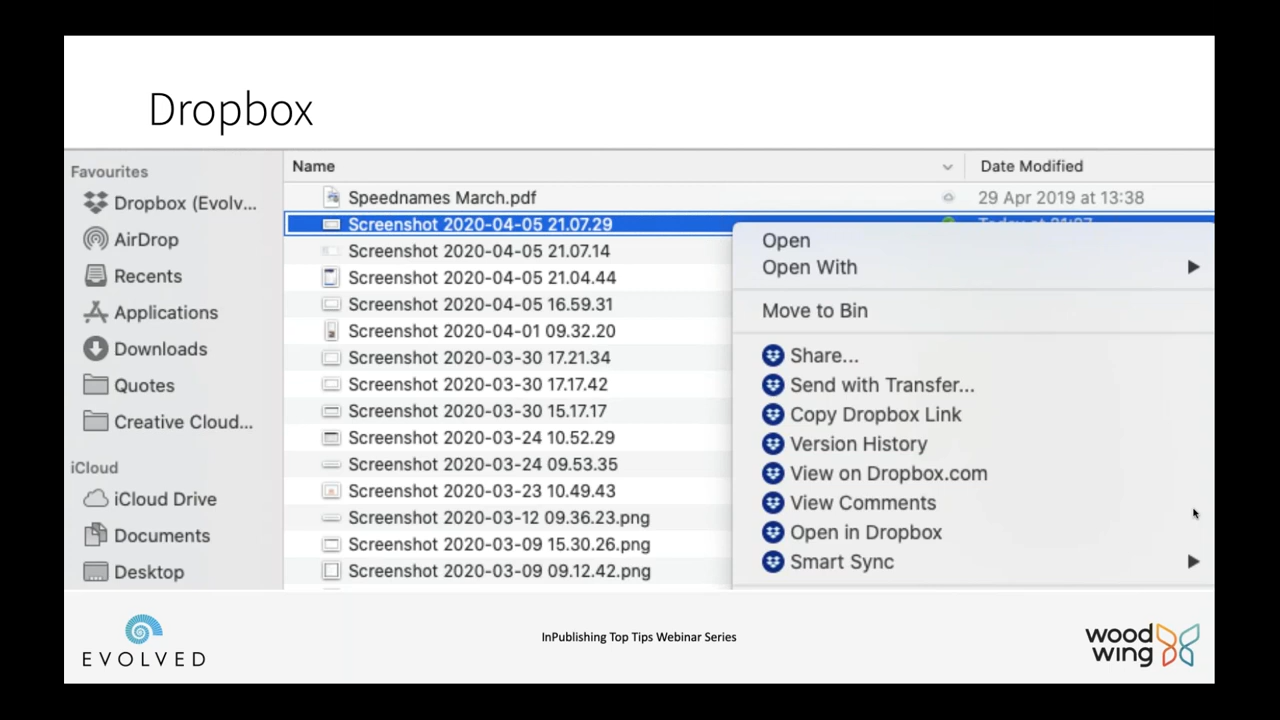 Dropbox
Favourites
Dropbox (Evolv...
AirDrop
Recents
Applications
Downloads
Quotes
Creative Cloud...
iCloud
iCloud Drive
Documents
Desktop
Name
Date Modified
Speednames March.pdf
29 Apr 2019 at 13:38
Screenshot 2020-04-05 21.07.29
Today at 21:07
Screenshot 2020-04-05 21.07.14
Screenshot 2020-04-05 21.04.44
Screenshot 2020-04-05 16.59.31
Screenshot 2020-04-01 09.32.20
Screenshot 2020-03-30 17.21.34
Screenshot 2020-03-30 17.17.42
Screenshot 2020-03-30 15.17.17
Screenshot 2020-03-24 10.52.29
Screenshot 2020-03-24 09.53.35
Screenshot 2020-03-23 10.49.43
Screenshot 2020-03-12 09.36.23.png
Screenshot 2020-03-09 15.30.26.png
Screenshot 2020-03-09 09.12.42.png
Open
Open With
Move to Bin
Share...
Send with Transfer...
Copy Dropbox Link
Version History
View on Dropbox.com
View Comments
Open in Dropbox
Smart Sync
EVOLVED
InPublishing Top Tips Webinar Series
wood
wing